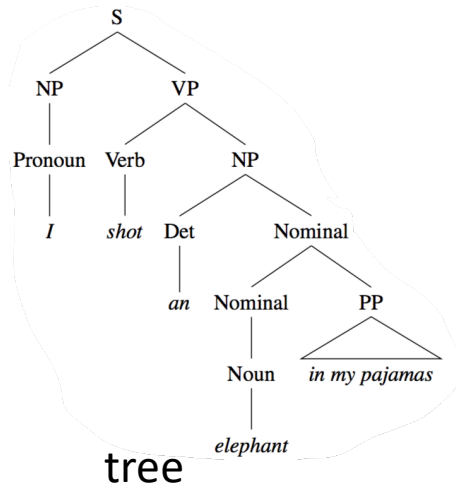 S
NP VP
Pronoun Verb NP
I shot Det Nominal
an Nominal PP
Noun in my pajamas
elephant
tree